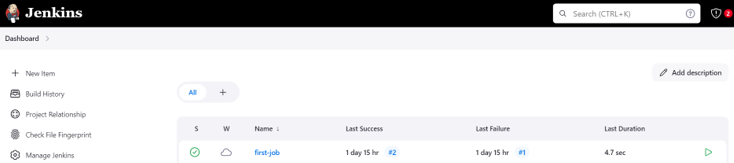 Jenkins
Search (CTRL+K)
2
Dashboard
New Item
Build History
Project Relationship
Check File Fingerprint
Manage Jenkins
Add description
All +
S W Name ↓ Last Success Last Failure Last Duration
first-job 1 day 15 hr #2 1 day 15 hr #1 4.7 sec